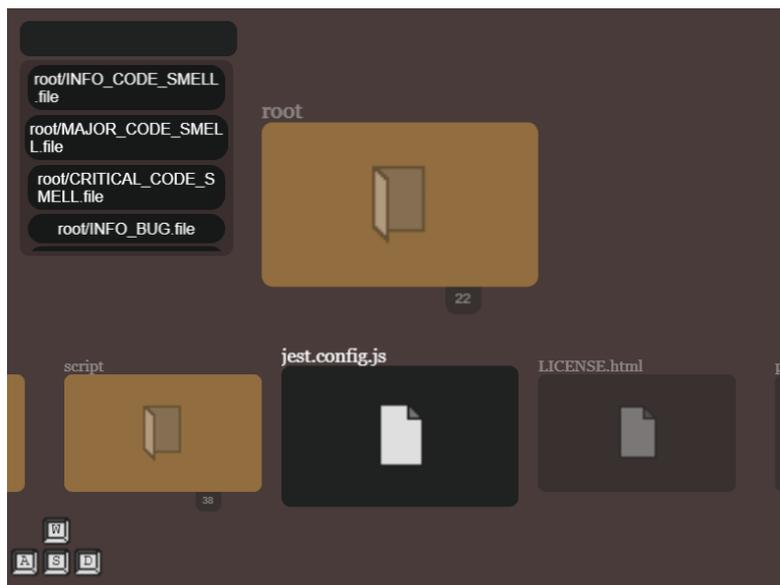 root/INFO_CODE_SMELL
.file
root/MAJOR_CODE_SMEL
L.file
root/CRITICAL_CODE_S
MELL.file
root/INFO_BUG.file
root
22
script
jest.config.js
LICENSE.html
38
W
A S D